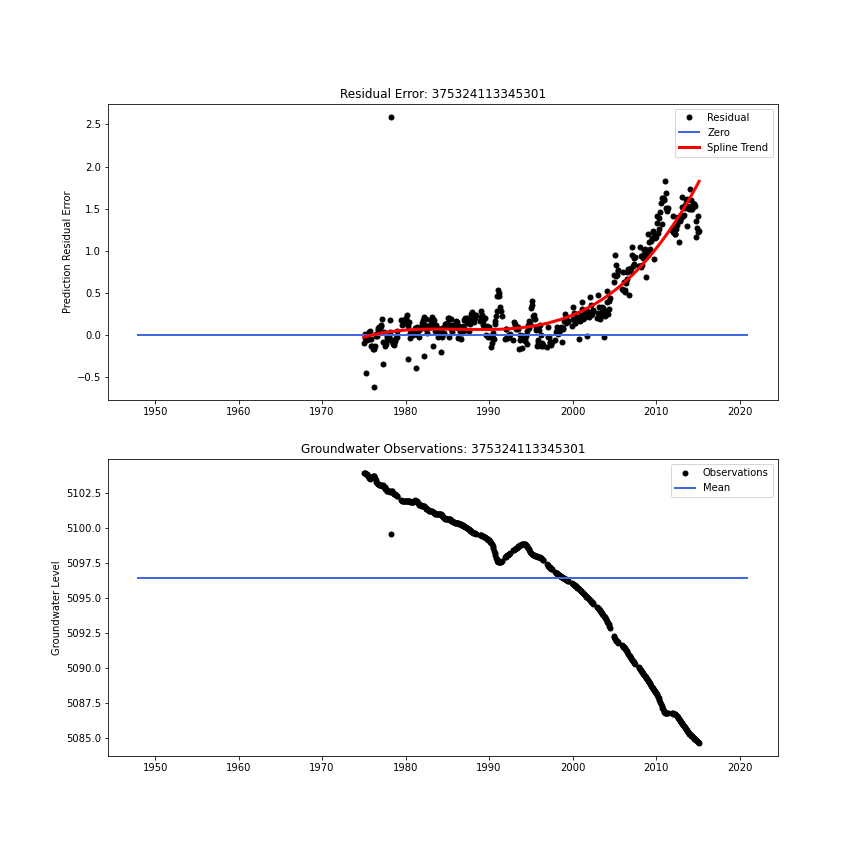 Residual Error: 375324113345301
Prediction Residual Error
2.5
2.0
1.5
1.0
0.5
0.0
−0.5
Residual
Zero
Spline Trend
1950 1960 1970 1980 1990 2000 2010 2020
Groundwater Observations: 375324113345301
Groundwater Level
5102.5
5100.0
5097.5
5095.0
5092.5
5090.0
5087.5
5085.0
Observations
Mean
1950 1960 1970 1980 1990 2000 2010 2020